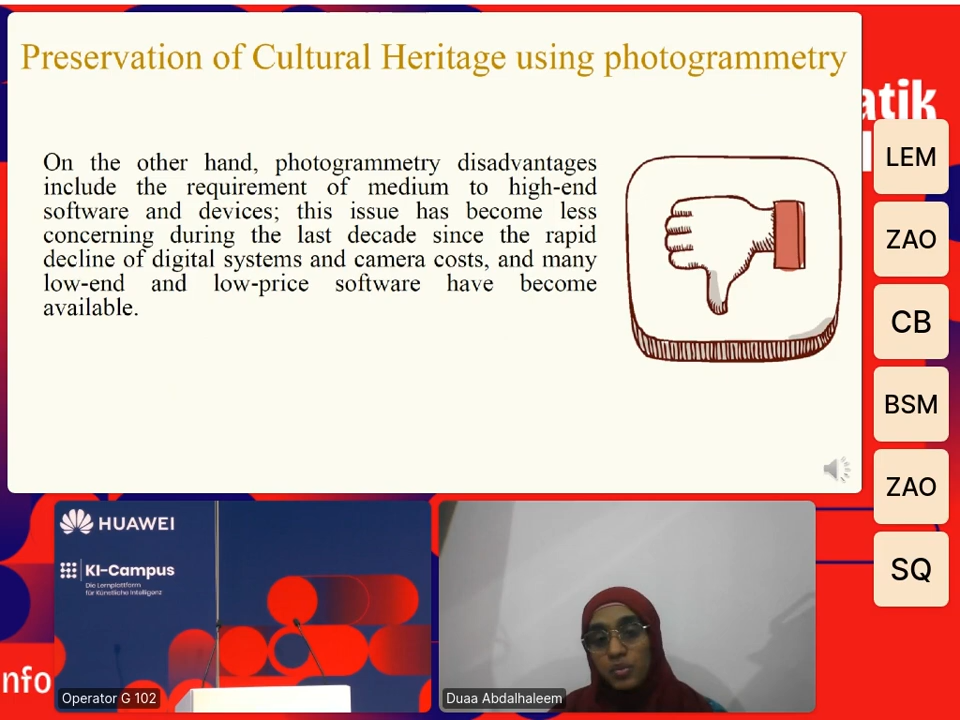 Preservation of Cultural Heritage using photogrammetry
On the other hand, photogrammetry disadvantages
include the requirement of medium to high-end
software and devices; this issue has become less
concerning during the last decade since the rapid
decline of digital systems and camera costs, and many
low-end and low-price software have become
available.
atik
LEM
ZAO
CB
BSM
ZAO
SQ
HUAWEI
KI-Campus
Die Lernplattform
für Künstliche Intelligenz
nfo
Operator G 102
Duaa Abdalhaleem